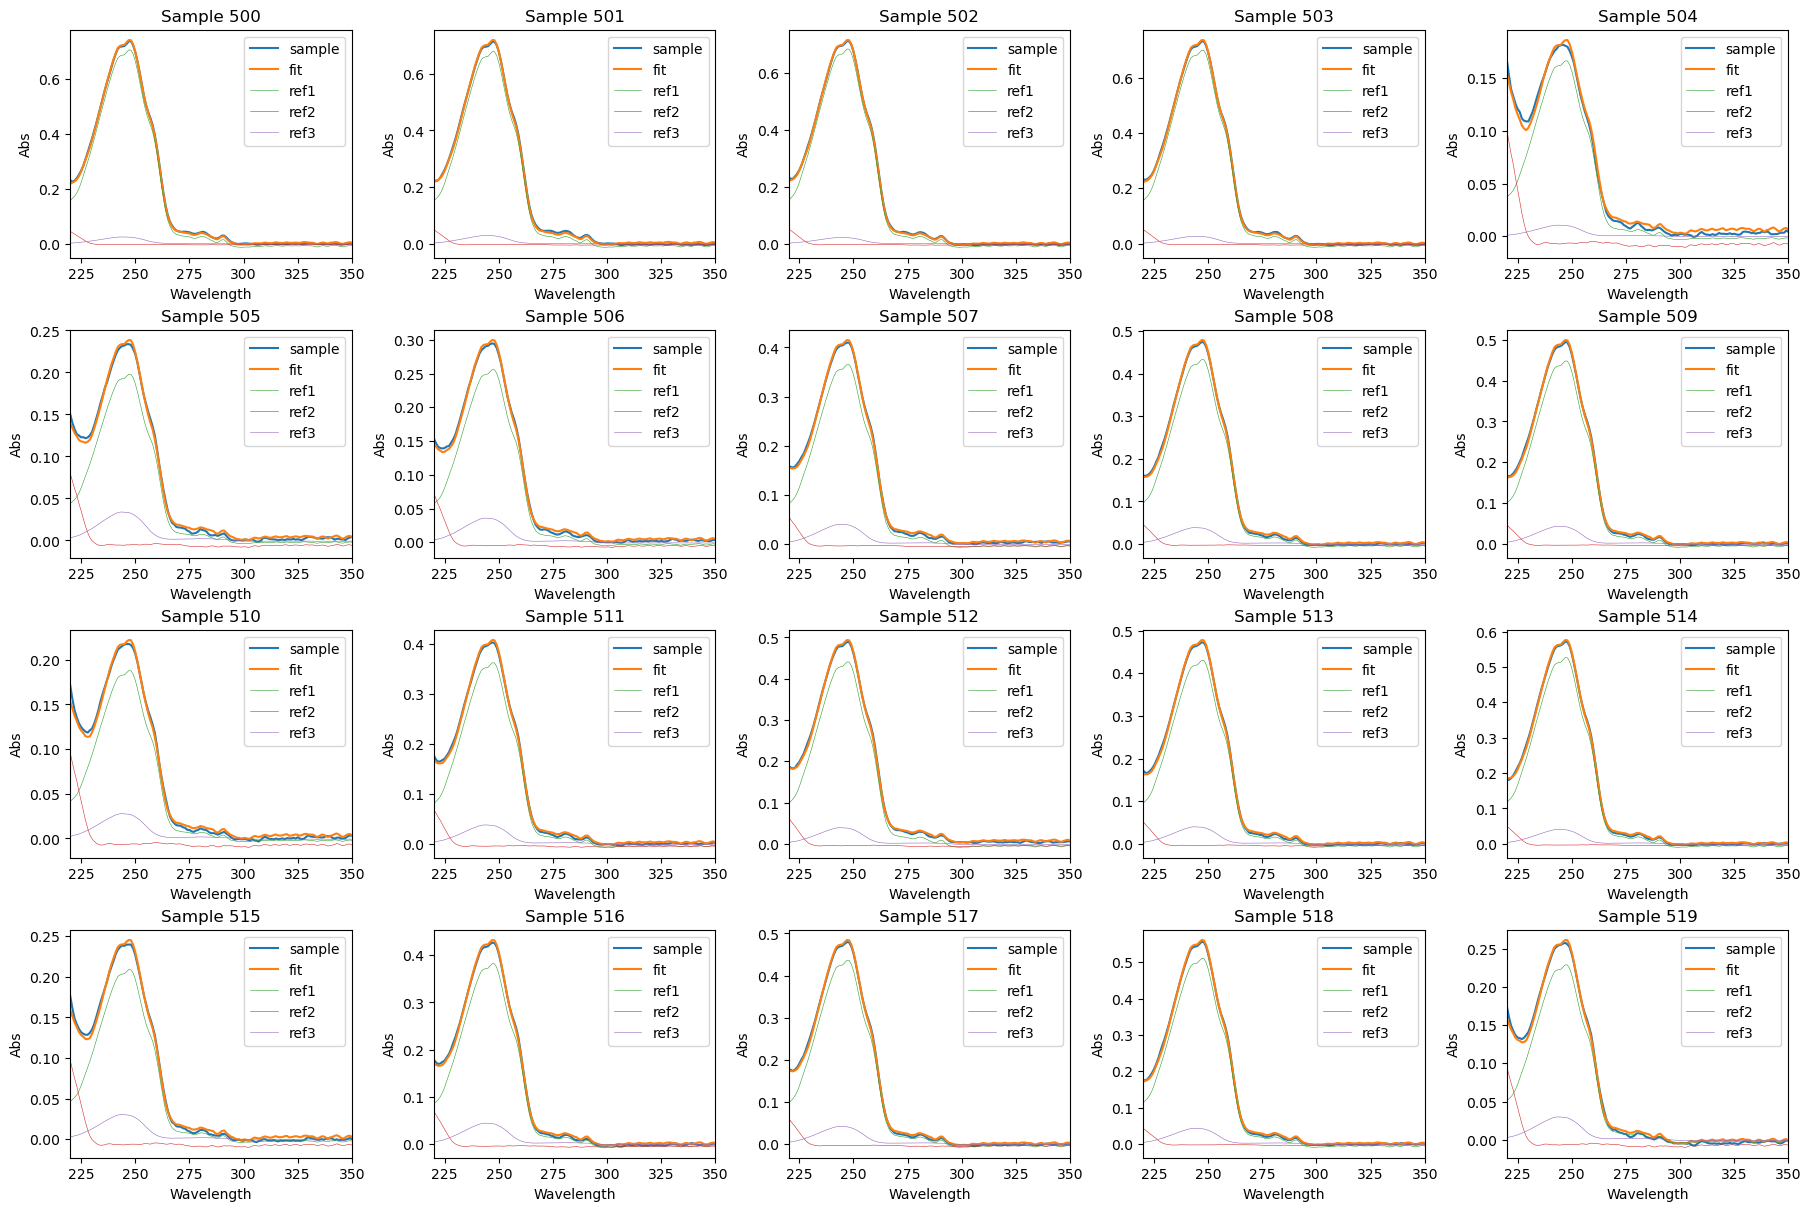 Sample 500 Sample 501 Sample 502 Sample 503 Sample 504
sample sample sample sample sample
fit fit fit fit fit
ref1 ref1 ref1 ref1 ref1
ref2 ref2 ref2 ref2 ref2
ref3 ref3 ref3 ref3 ref3
Abs Abs Abs Abs Abs
0.6 0.6 0.6 0.6 0.15
0.4 0.4 0.4 0.4 0.10
0.2 0.2 0.2 0.2 0.05
0.0 0.0 0.0 0.0 0.00
225 250 275 300 325 350 225 250 275 300 325 350 225 250 275 300 325 350 225 250 275 300 325 350 225 250 275 300 325 350
Wavelength Wavelength Wavelength Wavelength Wavelength
Sample 505 Sample 506 Sample 507 Sample 508 Sample 509
sample sample sample sample sample
fit fit fit fit fit
ref1 ref1 ref1 ref1 ref1
ref2 ref2 ref2 ref2 ref2
ref3 ref3 ref3 ref3 ref3
Abs Abs Abs Abs Abs
0.25 0.30 0.4 0.5 0.5
0.20 0.25 0.3 0.4 0.4
0.15 0.20 0.2 0.3 0.3
0.10 0.15 0.1 0.2 0.2
0.05 0.10 0.0 0.1 0.1
0.00 0.05 0.0 0.0
0.00
225 250 275 300 325 350 225 250 275 300 325 350 225 250 275 300 325 350 225 250 275 300 325 350 225 250 275 300 325 350
Wavelength Wavelength Wavelength Wavelength Wavelength
Sample 510 Sample 511 Sample 512 Sample 513 Sample 514
sample sample sample sample sample
fit fit fit fit fit
ref1 ref1 ref1 ref1 ref1
ref2 ref2 ref2 ref2 ref2
ref3 ref3 ref3 ref3 ref3
Abs Abs Abs Abs Abs
0.20 0.4 0.5 0.5 0.6
0.15 0.3 0.4 0.4 0.5
0.10 0.2 0.3 0.3 0.4
0.05 0.1 0.2 0.2 0.3
0.00 0.0 0.1 0.1 0.2
0.0 0.0 0.1
0.0
225 250 275 300 325 350 225 250 275 300 325 350 225 250 275 300 325 350 225 250 275 300 325 350 225 250 275 300 325 350
Wavelength Wavelength Wavelength Wavelength Wavelength
Sample 515 Sample 516 Sample 517 Sample 518 Sample 519
sample sample sample sample sample
fit fit fit fit fit
ref1 ref1 ref1 ref1 ref1
ref2 ref2 ref2 ref2 ref2
ref3 ref3 ref3 ref3 ref3
Abs Abs Abs Abs Abs
0.25 0.4 0.5 0.5 0.25
0.20 0.3 0.4 0.4 0.20
0.15 0.2 0.3 0.3 0.15
0.10 0.1 0.2 0.2 0.10
0.05 0.0 0.1 0.1 0.05
0.00 0.0 0.0 0.00
225 250 275 300 325 350 225 250 275 300 325 350 225 250 275 300 325 350 225 250 275 300 325 350 225 250 275 300 325 350
Wavelength Wavelength Wavelength Wavelength Wavelength